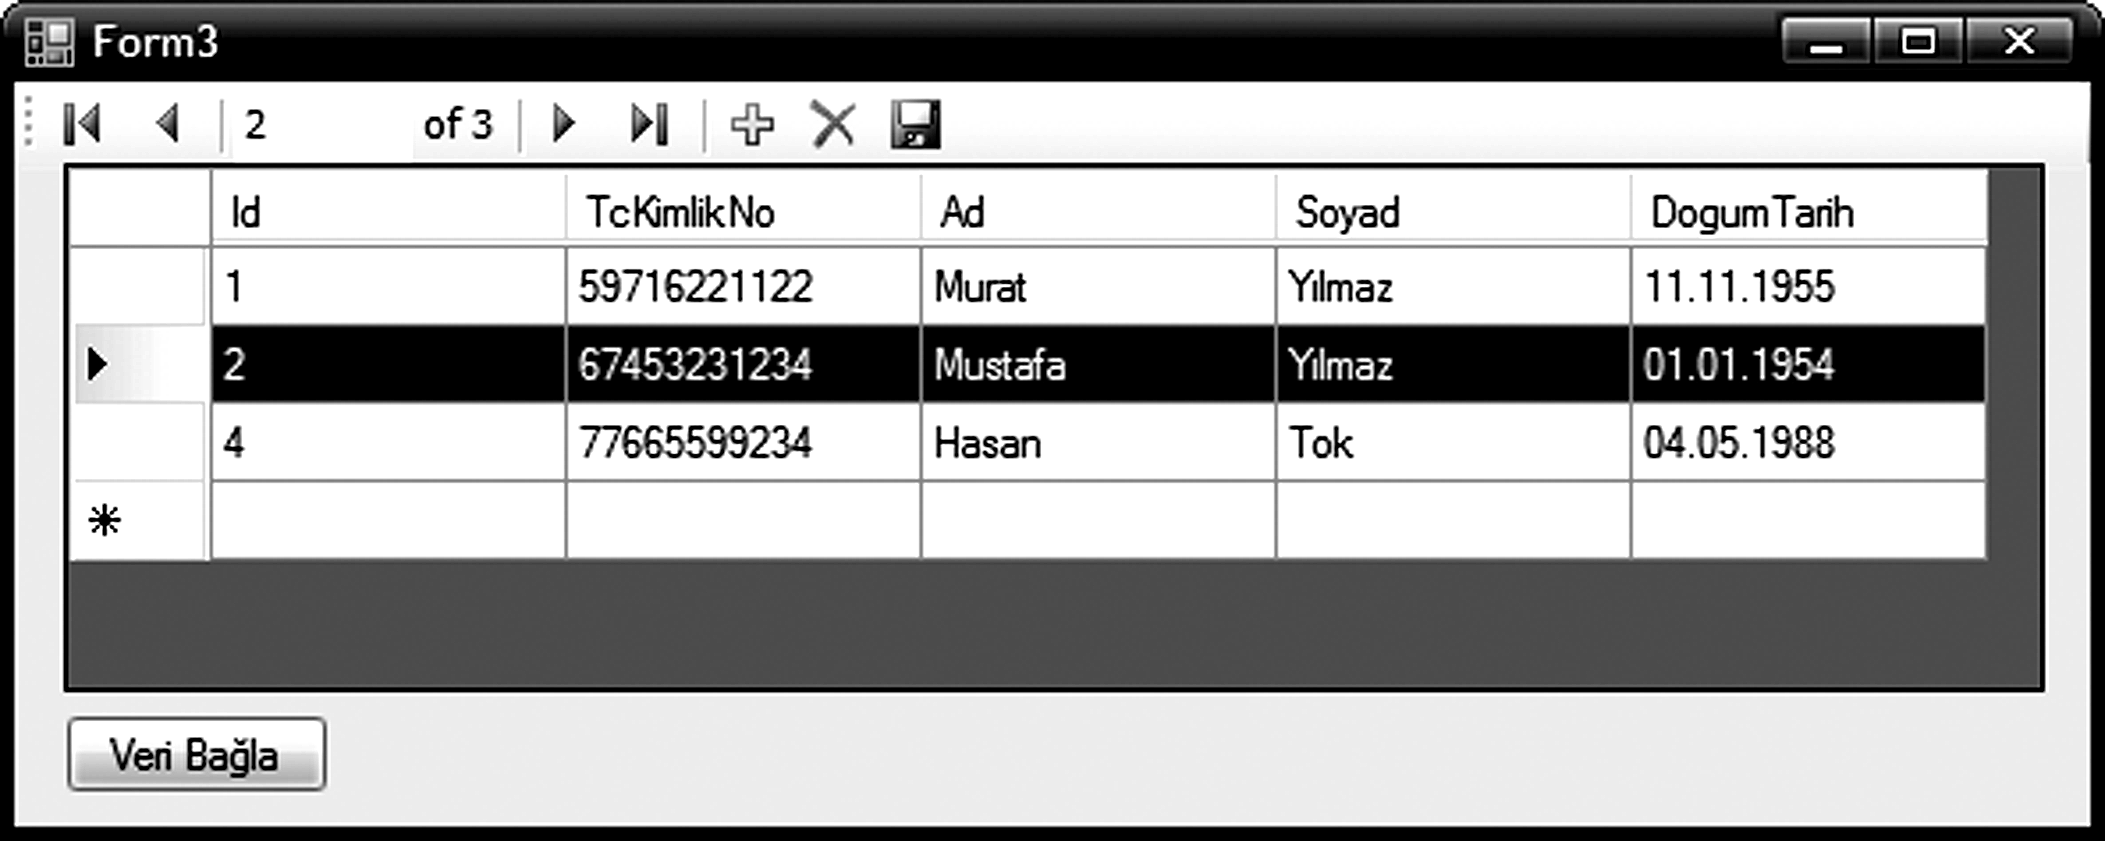 Form3
2 of 3
Id TcKimlikNo Ad Soyad DogumTarih
1 59716221122 Murat Yılmaz 11.11.1955
2 67453231234 Mustafa Yılmaz 01.01.1954
4 77665599234 Hasan Tok 04.05.1988
Veri Bağla